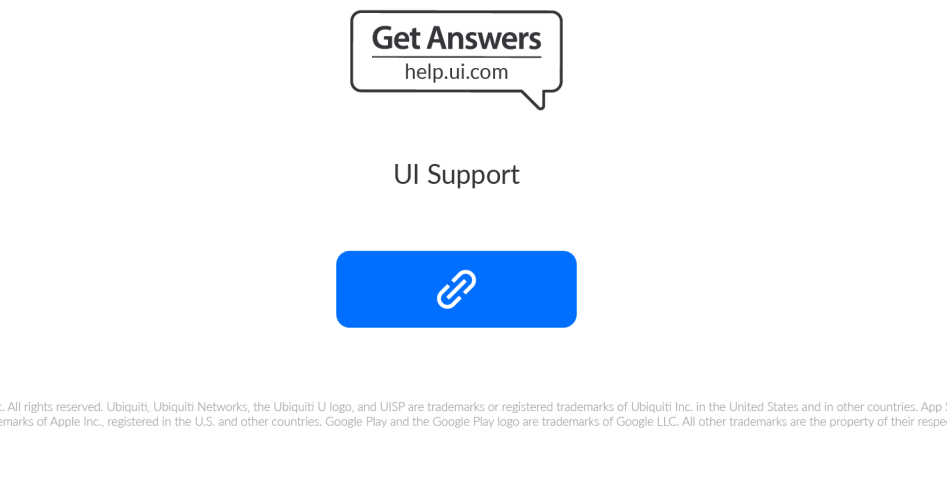 Get Answers
help.ui.com
UI Support
. All rights reserved. Ubiquiti, Ubiquiti Networks, the Ubiquiti U logo, and UISP are trademarks or registered trademarks of Ubiquiti Inc. in the United States and in other countries. App
of Apple Inc., registered in the U.S. and other countries. Google Play and the Google Play logo are trademarks of Google LLC. All other trademarks are the property of their